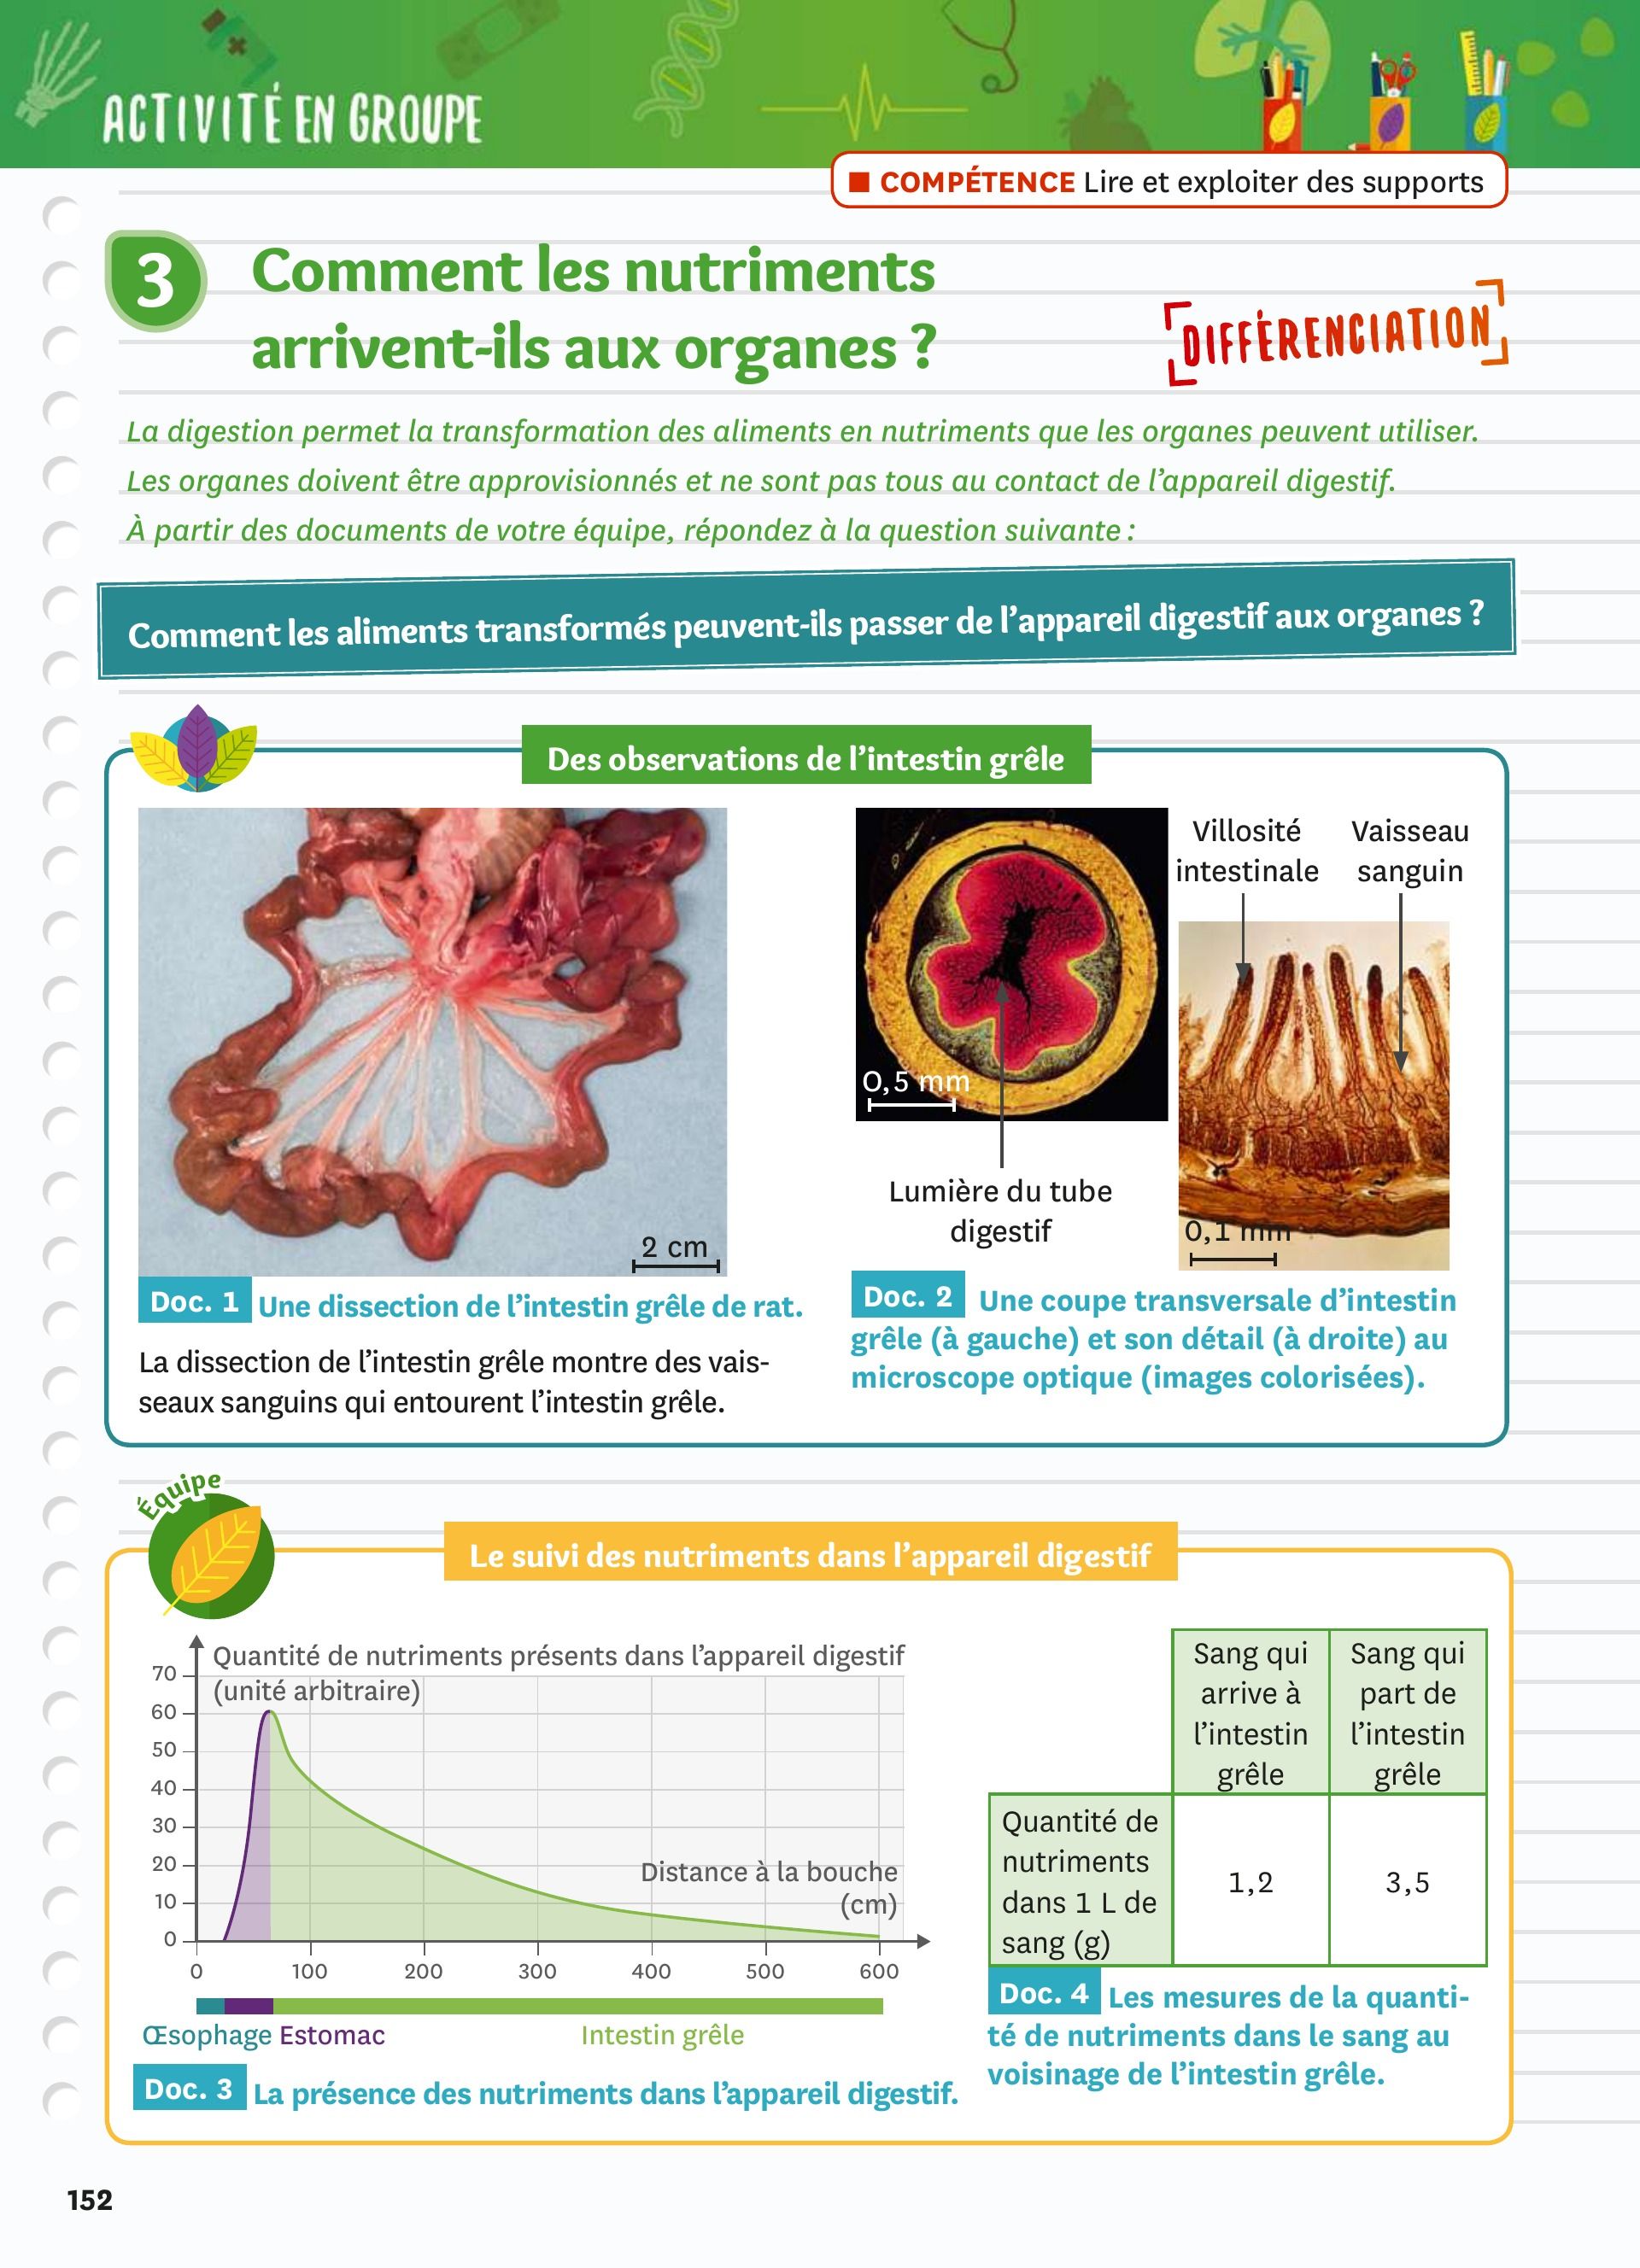 ACTIVITÉ EN GROUPE
■ COMPÉTENCE Lire et exploiter des supports
3
Comment les nutriments
arrivent-ils aux organes ?
DIFFÉRENCIATION
La digestion permet la transformation des aliments en nutriments que les organes peuvent utiliser.
Les organes doivent être approvisionnés et ne sont pas tous au contact de l’appareil digestif.
À partir des documents de votre équipe, répondez à la question suivante :
Comment les aliments transformés peuvent-ils passer de l’appareil digestif aux organes ?
Des observations de l’intestin grêle
2 cm
Doc. 1 Une dissection de l’intestin grêle de rat.
La dissection de l’intestin grêle montre des vais-
seaux sanguins qui entourent l’intestin grêle.
Villosité
intestinale
Vaisseau
sanguin
0,5 mm
Lumière du tube
digestif
0,1 mm
Doc. 2 Une coupe transversale d’intestin
grêle (à gauche) et son détail (à droite) au
microscope optique (images colorisées).
Équipe
Le suivi des nutriments dans l’appareil digestif
Quantité de nutriments présents dans l’appareil digestif
(unité arbitraire)
70
60
50
40
30
20
10
0
Distance à la bouche
(cm)
0 100 200 300 400 500 600
Œsophage Estomac Intestin grêle
Doc. 3 La présence des nutriments dans l’appareil digestif.
Sang qui
arrive à
l’intestin
grêle
Sang qui
part de
l’intestin
grêle
Quantité de
nutriments
dans 1 L de
sang (g)
1,2
3,5
Doc. 4 Les mesures de la quanti-
té de nutriments dans le sang au
voisinage de l’intestin grêle.
152